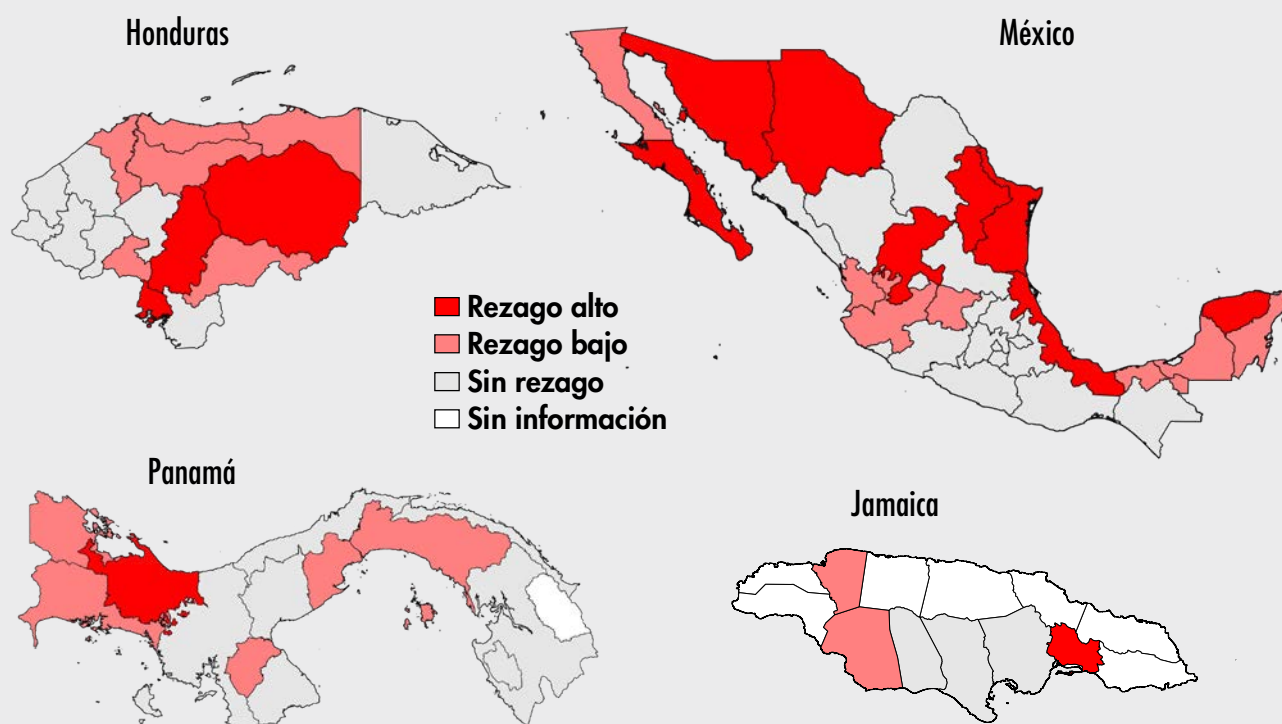 Honduras
México
Rezago alto
Rezago bajo
Sin rezago
Sin información
Panamá
Jamaica